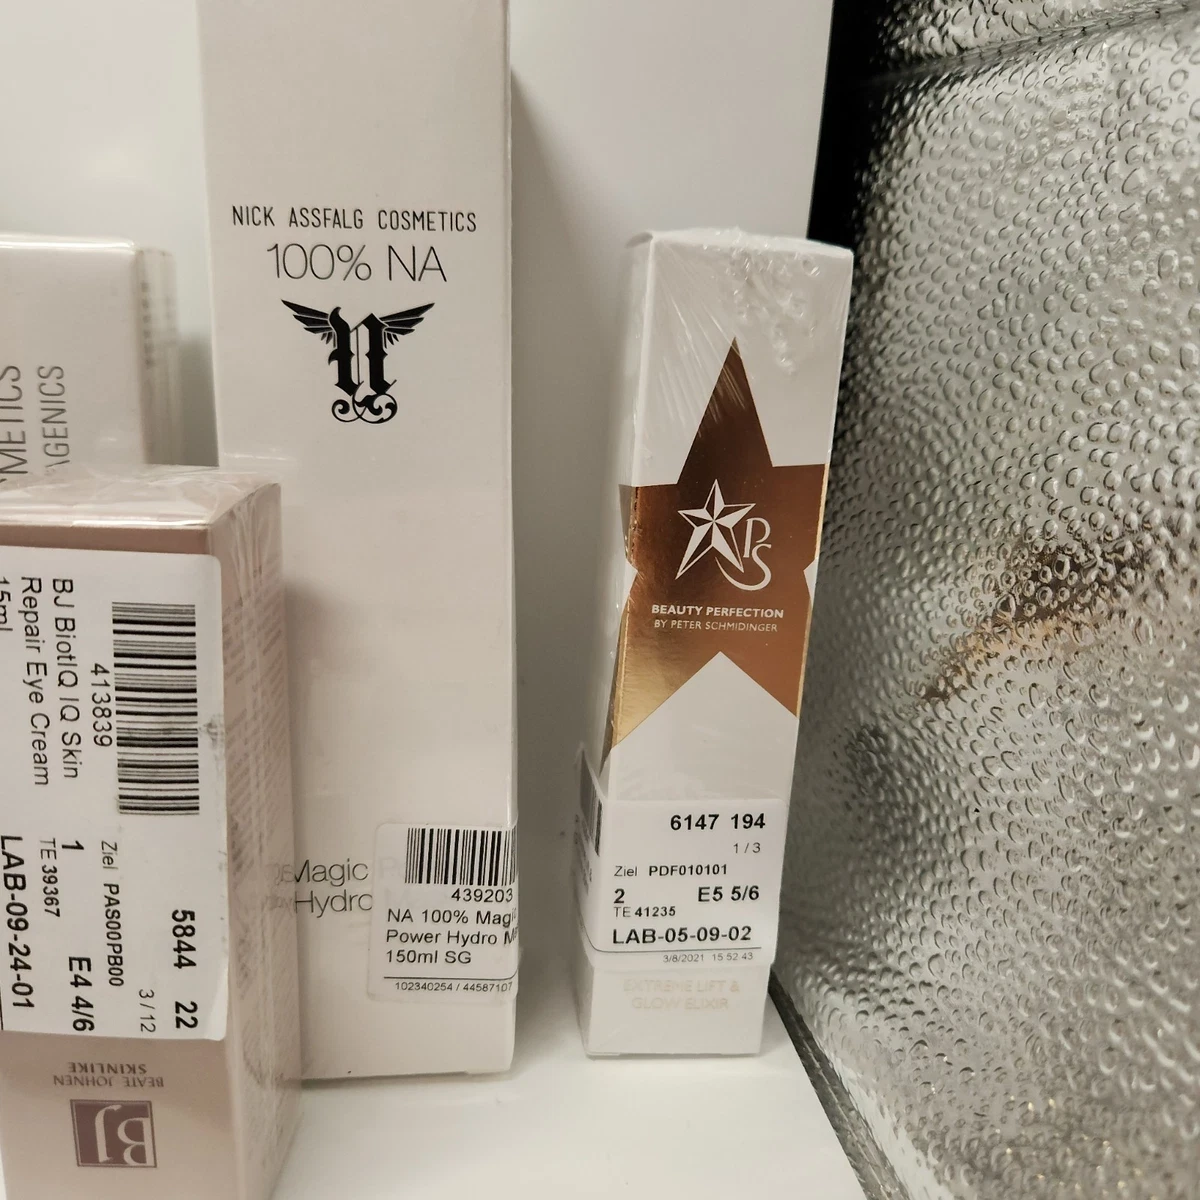 NICK ASSFALG COSMETICS
100% NA
n
Magic
Hydro
439203
NA 100% Magic
Power Hydro
150ml SG
102340254 / 44587107
PS
BEAUTY PERFECTION
BY PETER SCHMIDINGER
6147 194
1 / 3
Ziel PDF010101
2 E5 5/6
TE 41235
LAB-05-09-02
3/8/2021 15 52 43
EXTREME LIFT &
GLOW ELIXIR
413839
BJ BiotIQ IQ Skin
Repair Eye Cream
15ml
5844 22
3 / 12
Ziel PAS00PB00
1 E4 4/6
TE 39367
LAB-09-24-01
BEATE JOHNEN
SKINLIKE
BJ